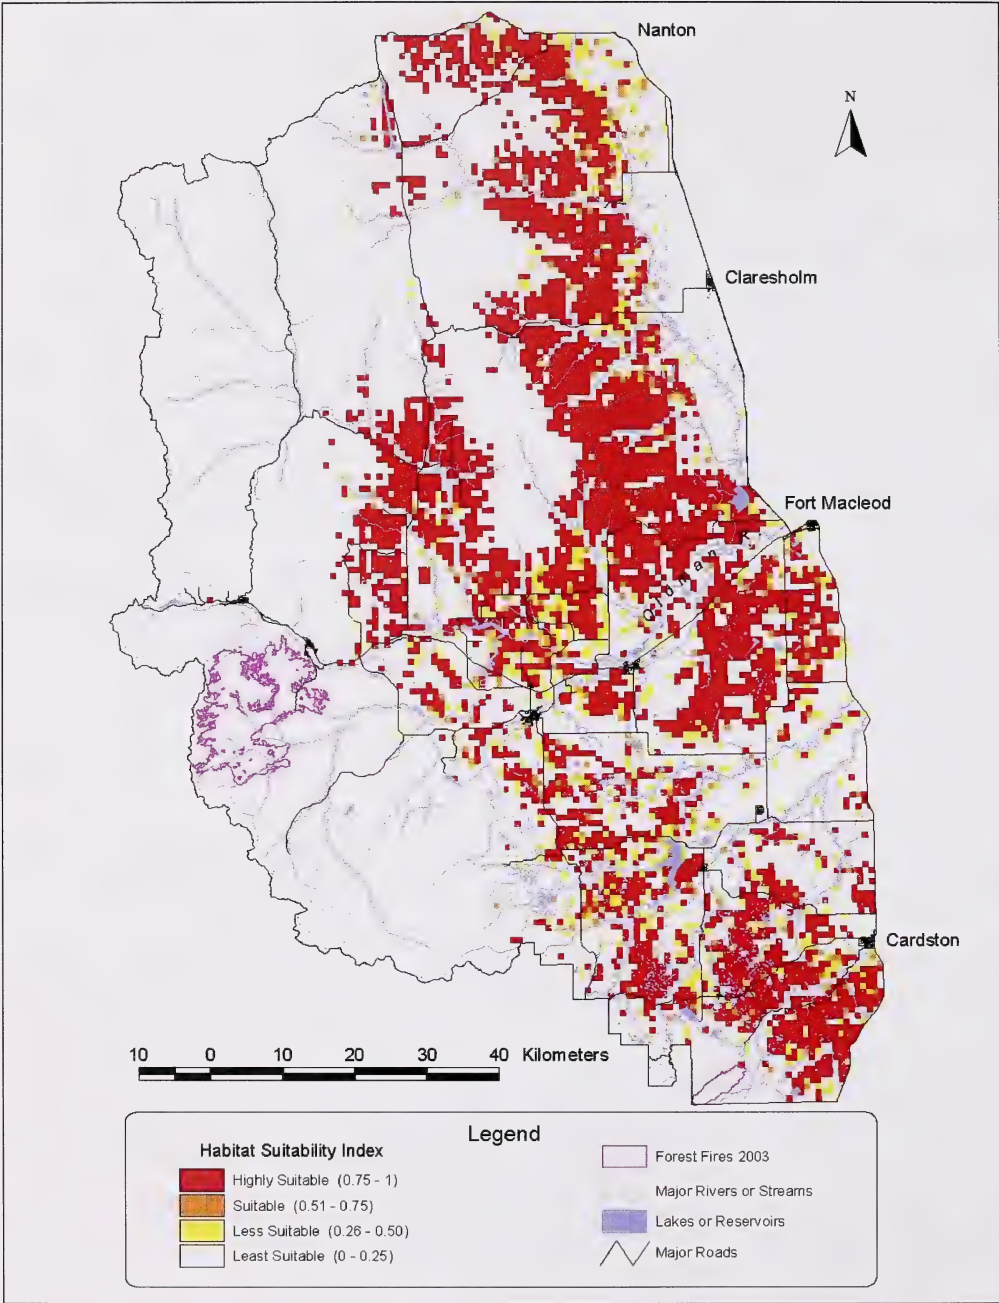 Nanton
N
Claresholm
Fort Macleod
Oldman R
Cardston
10 0 10 20 30 40 Kilometers
Legend
Habitat Suitability Index
Highly Suitable (0.75 - 1)
Suitable (0.51 - 0.75)
Less Suitable (0.26 - 0.50)
Least Suitable (0 - 0.25)
Forest Fires 2003
Major Rivers or Streams
Lakes or Reservoirs
Major Roads